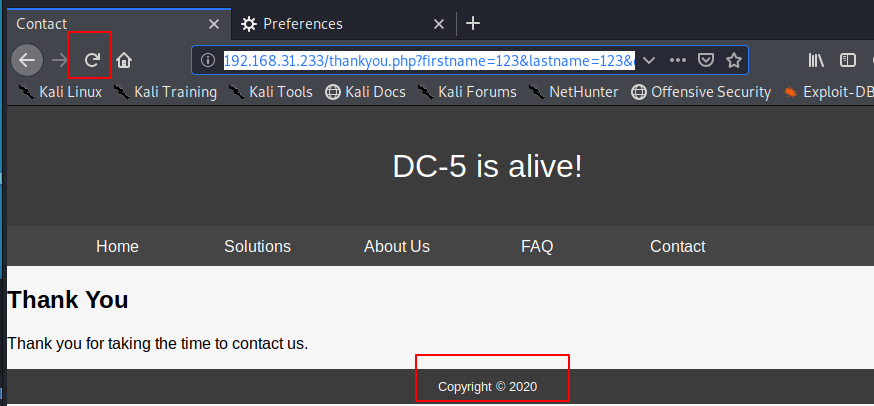 Contact
Preferences
192.168.31.233/thankyou.php?firstname=123&lastname=123&
Kali Linux Kali Training Kali Tools Kali Docs Kali Forums NetHunter Offensive Security Exploit-DB
DC-5 is alive!
Home Solutions About Us FAQ Contact
Thank You
Thank you for taking the time to contact us.
Copyright © 2020